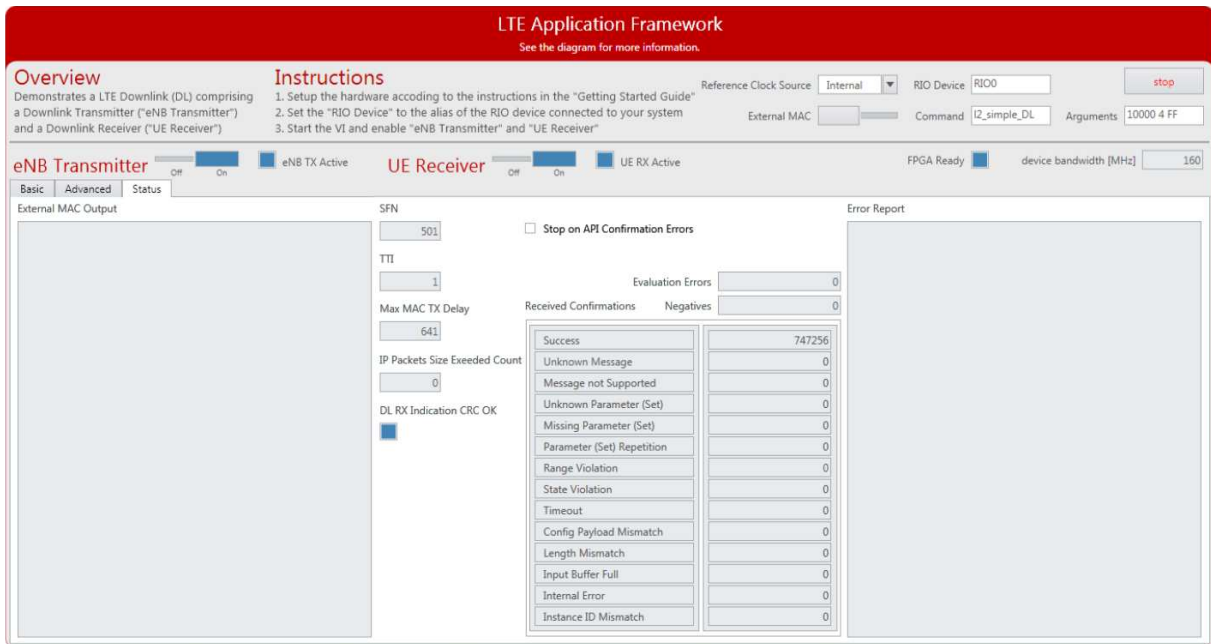 LTE Application Framework
See the diagram for more information.
Overview
Demonstrates a LTE Downlink (DL) comprising
a Downlink Transmitter ("eNB Transmitter")
and a Downlink Receiver ("UE Receiver")
Instructions
1. Setup the hardware accoding to the instructions in the "Getting Started Guide"
2. Set the "RIO Device" to the alias of the RIO device connected to your system
3. Start the VI and enable "eNB Transmitter" and "UE Receiver"
Reference Clock Source Internal
RIO Device RIO0
stop
External MAC
Command l2_simple_DL
Arguments 10000 4 FF
eNB Transmitter Off On eNB TX Active
UE Receiver Off On UE RX Active
FPGA Ready
device bandwidth [MHz] 160
Basic Advanced Status
External MAC Output
SFN
501
TTI
1
Max MAC TX Delay
641
IP Packets Size Exeeded Count
0
DL RX Indication CRC OK
Stop on API Confirmation Errors
Evaluation Errors 0
Received Confirmations Negatives 0
Success 747256
Unknown Message 0
Message not Supported 0
Unknown Parameter (Set) 0
Missing Parameter (Set) 0
Parameter (Set) Repetition 0
Range Violation 0
State Violation 0
Timeout 0
Config Payload Mismatch 0
Length Mismatch 0
Input Buffer Full 0
Internal Error 0
Instance ID Mismatch 0
Error Report